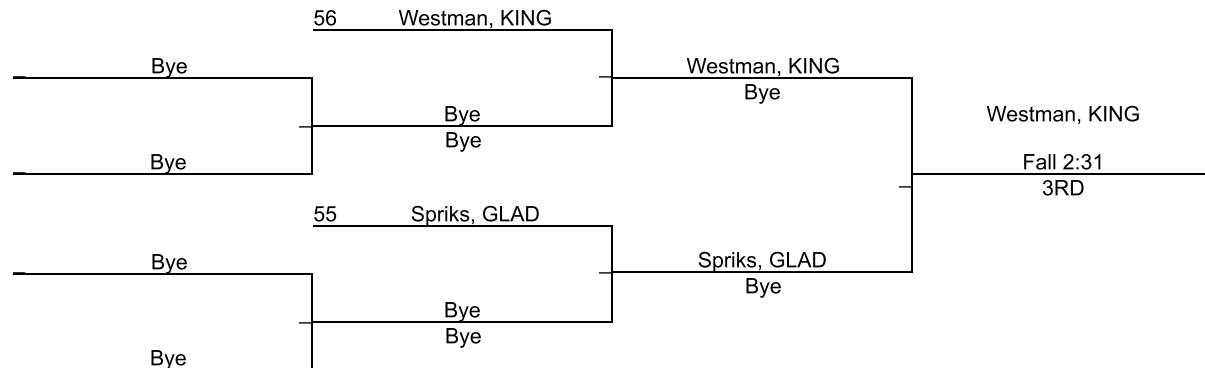 56 Westman, KING
Bye
Westman, KING
Bye
Westman, KING
Bye
Bye
Bye
Fall 2:31
3RD
55 Spriks, GLAD
Bye
Spriks, GLAD
Bye
Bye
Bye
Bye